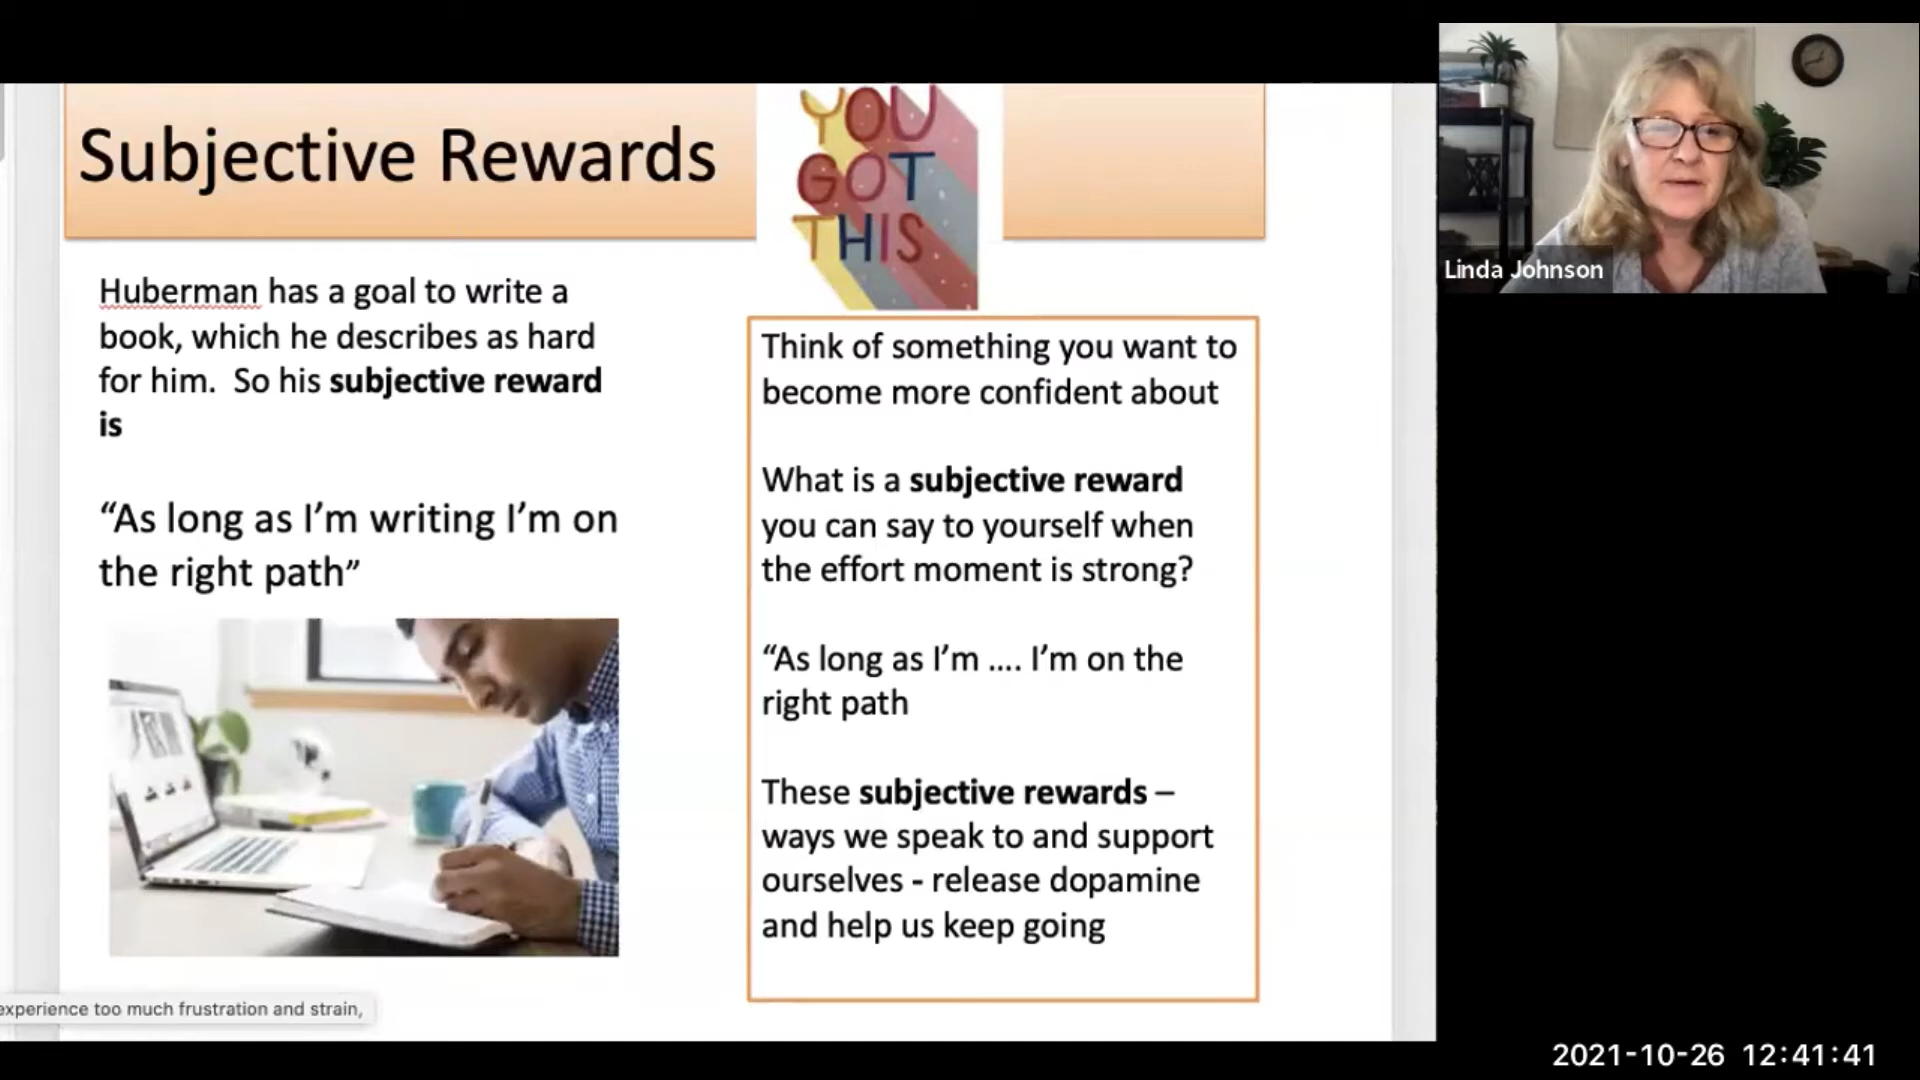 Subjective Rewards
YOU
GOT
THIS
Huberman has a goal to write a
book, which he describes as hard
for him.  So his subjective reward
is
“As long as I’m writing I’m on
the right path”
Think of something you want to
become more confident about
What is a subjective reward
you can say to yourself when
the effort moment is strong?
“As long as I’m .... I’m on the
right path
These subjective rewards –
ways we speak to and support
ourselves - release dopamine
and help us keep going
experience too much frustration and strain,
Linda Johnson
2021-10-26 12:41:41